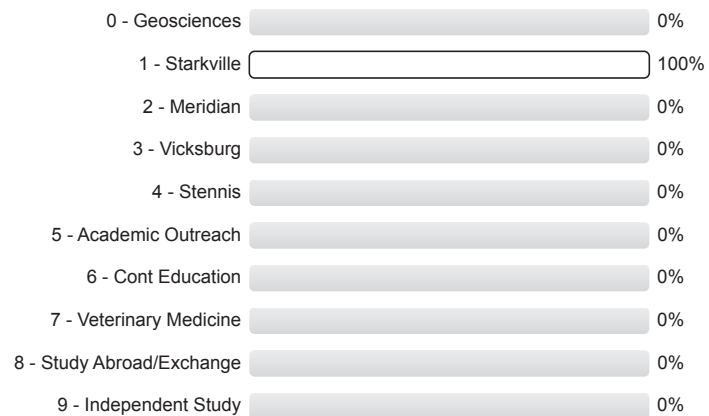 0 - Geosciences 0%
1 - Starkville 100%
2 - Meridian 0%
3 - Vicksburg 0%
4 - Stennis 0%
5 - Academic Outreach 0%
6 - Cont Education 0%
7 - Veterinary Medicine 0%
8 - Study Abroad/Exchange 0%
9 - Independent Study 0%